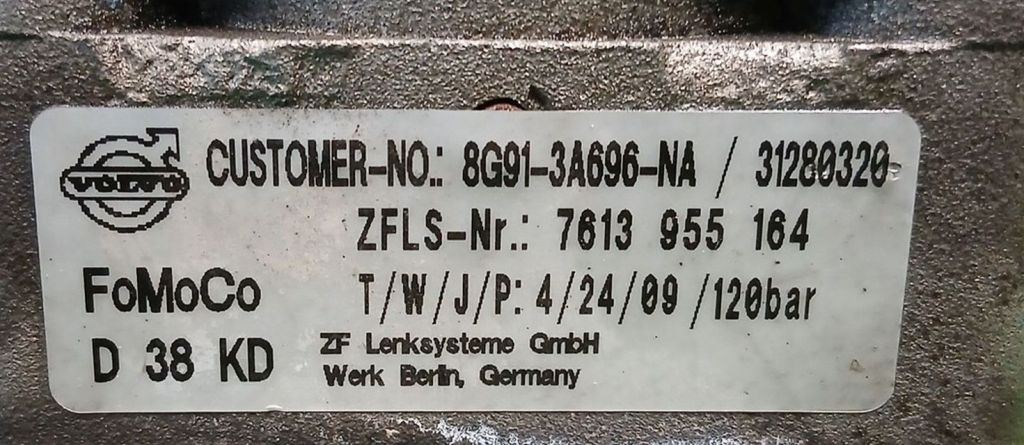 VOLVO CUSTOMER-NO.: 8G91-3A696-NA / 31280320
ZFLS-Nr.: 7613 955 164
FoMoCo T/W/J/P: 4/24/09 /120bar
D 38 KD ZF Lenksysteme GmbH
Werk Berlin, Germany